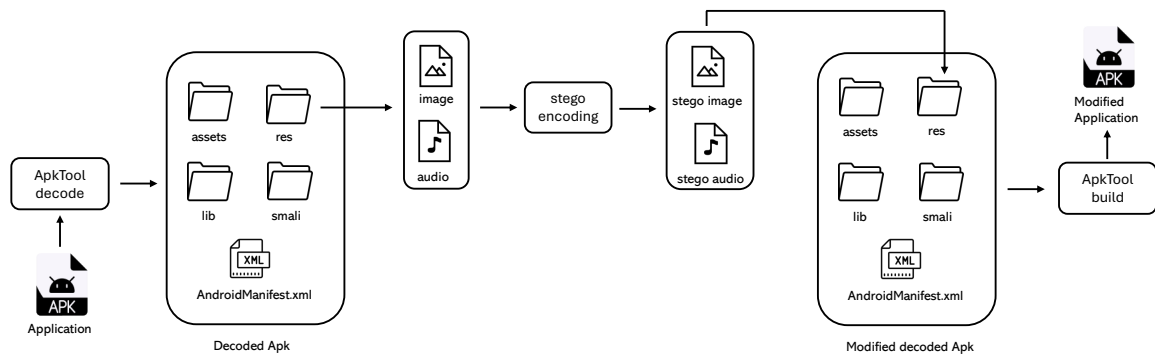 APK
Application
ApkTool
decode
assets
res
lib
smali
XML
AndroidManifest.xml
Decoded Apk
image
audio
stego
encoding
stego image
stego audio
assets
res
lib
smali
XML
AndroidManifest.xml
Modified decoded Apk
ApkTool
build
APK
Modified
Application